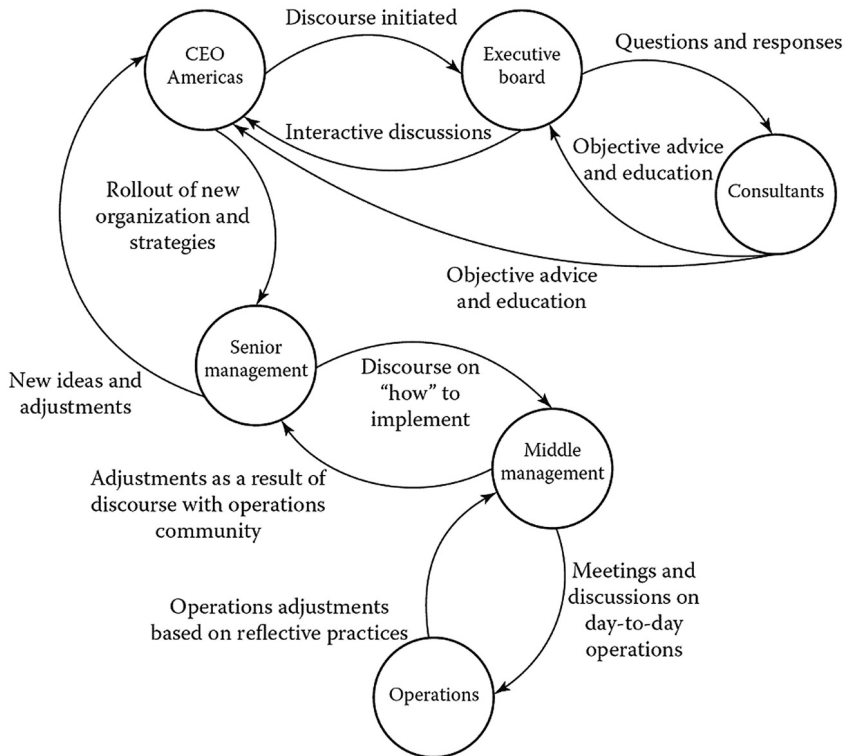 Discourse initiated
CEO
Americas
Executive
board
Questions and responses
Interactive discussions
Objective advice
and education
Consultants
Rollout of new
organization and
strategies
Objective advice
and education
Senior
management
New ideas and
adjustments
Discourse on
“how” to
implement
Middle
management
Adjustments as a result of
discourse with operations
community
Meetings and
discussions on
day-to-day
operations
Operations adjustments
based on reflective practices
Operations